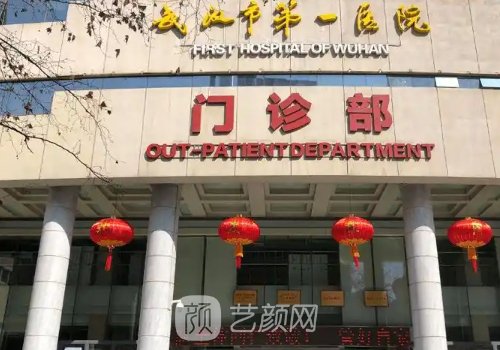 武汉市第一医院
FIRST HOSPITAL OF WUHAN
门诊部
OUT-PATIENT DEPARTMENT
颜 艺颜网